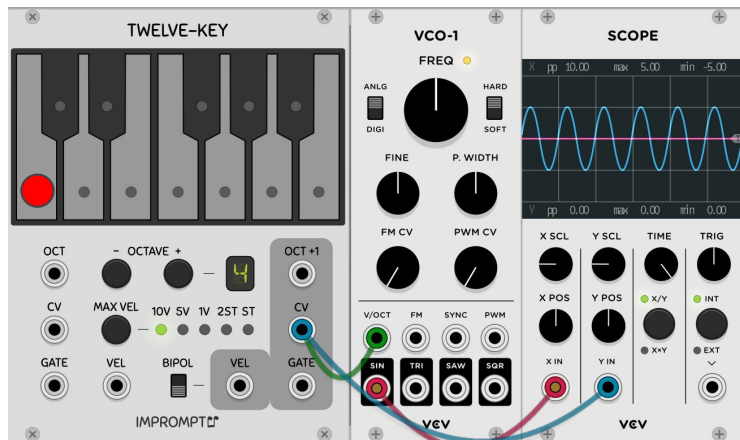 TWELVE-KEY
OCT
- OCTAVE +
4
OCT +1
CV
MAX VEL
10V 5V 1V 2ST ST
CV
GATE
VEL
BIPOL
VEL
GATE
IMPROMPTU
VCO-1
FREQ
ANLG
DIGI
HARD
SOFT
FINE
P. WIDTH
FM CV
PWM CV
V/OCT FM SYNC PWM
SIN TRI SAW SQR
VCV
SCOPE
X pp 10.00 max 5.00 min -5.00
Y pp 0.00 max 0.00 min 0.00
X SCL Y SCL TIME TRIG
X POS Y POS
X/Y
X×Y
INT
EXT
X IN Y IN
VCV